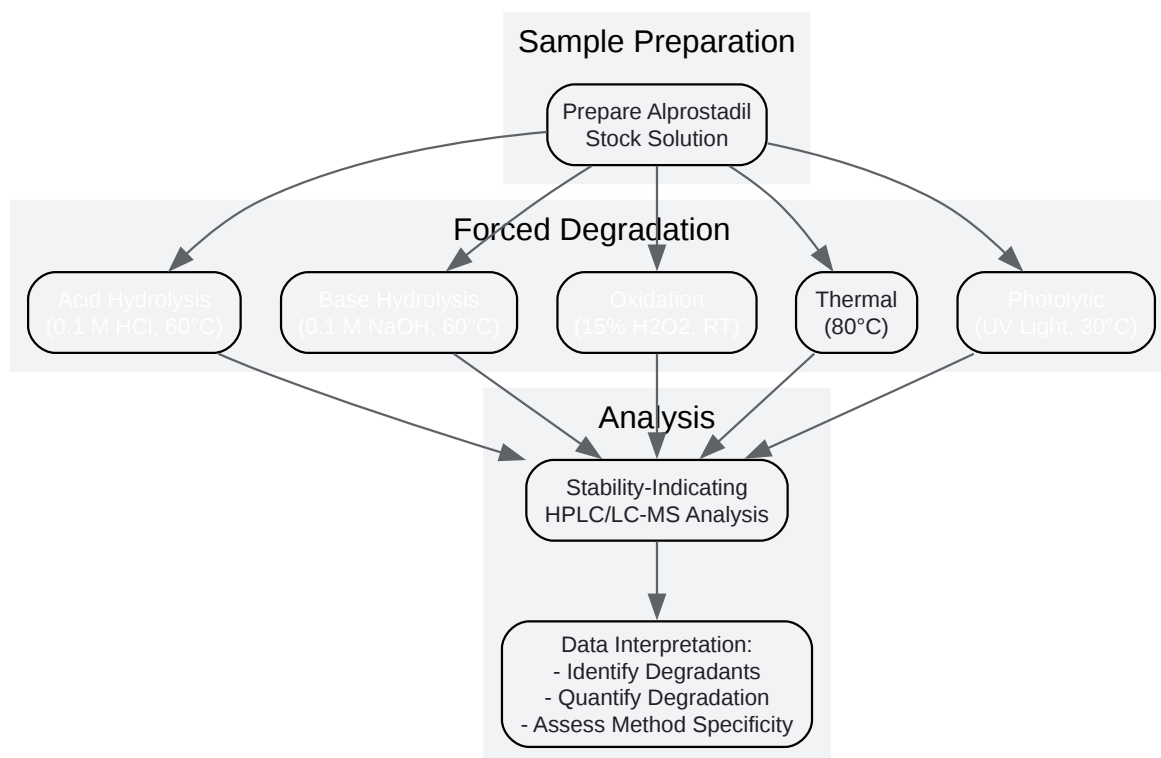 Sample Preparation
Prepare Alprostadil
Stock Solution
Forced Degradation
Acid Hydrolysis
(0.1 M HCl, 60°C)
Base Hydrolysis
(0.1 M NaOH, 60°C)
Oxidation
(15% H2O2, RT)
Thermal
(80°C)
Photolytic
(UV Light, 30°C)
Analysis
Stability-Indicating
HPLC/LC-MS Analysis
Data Interpretation:
- Identify Degradants
- Quantify Degradation
- Assess Method Specificity